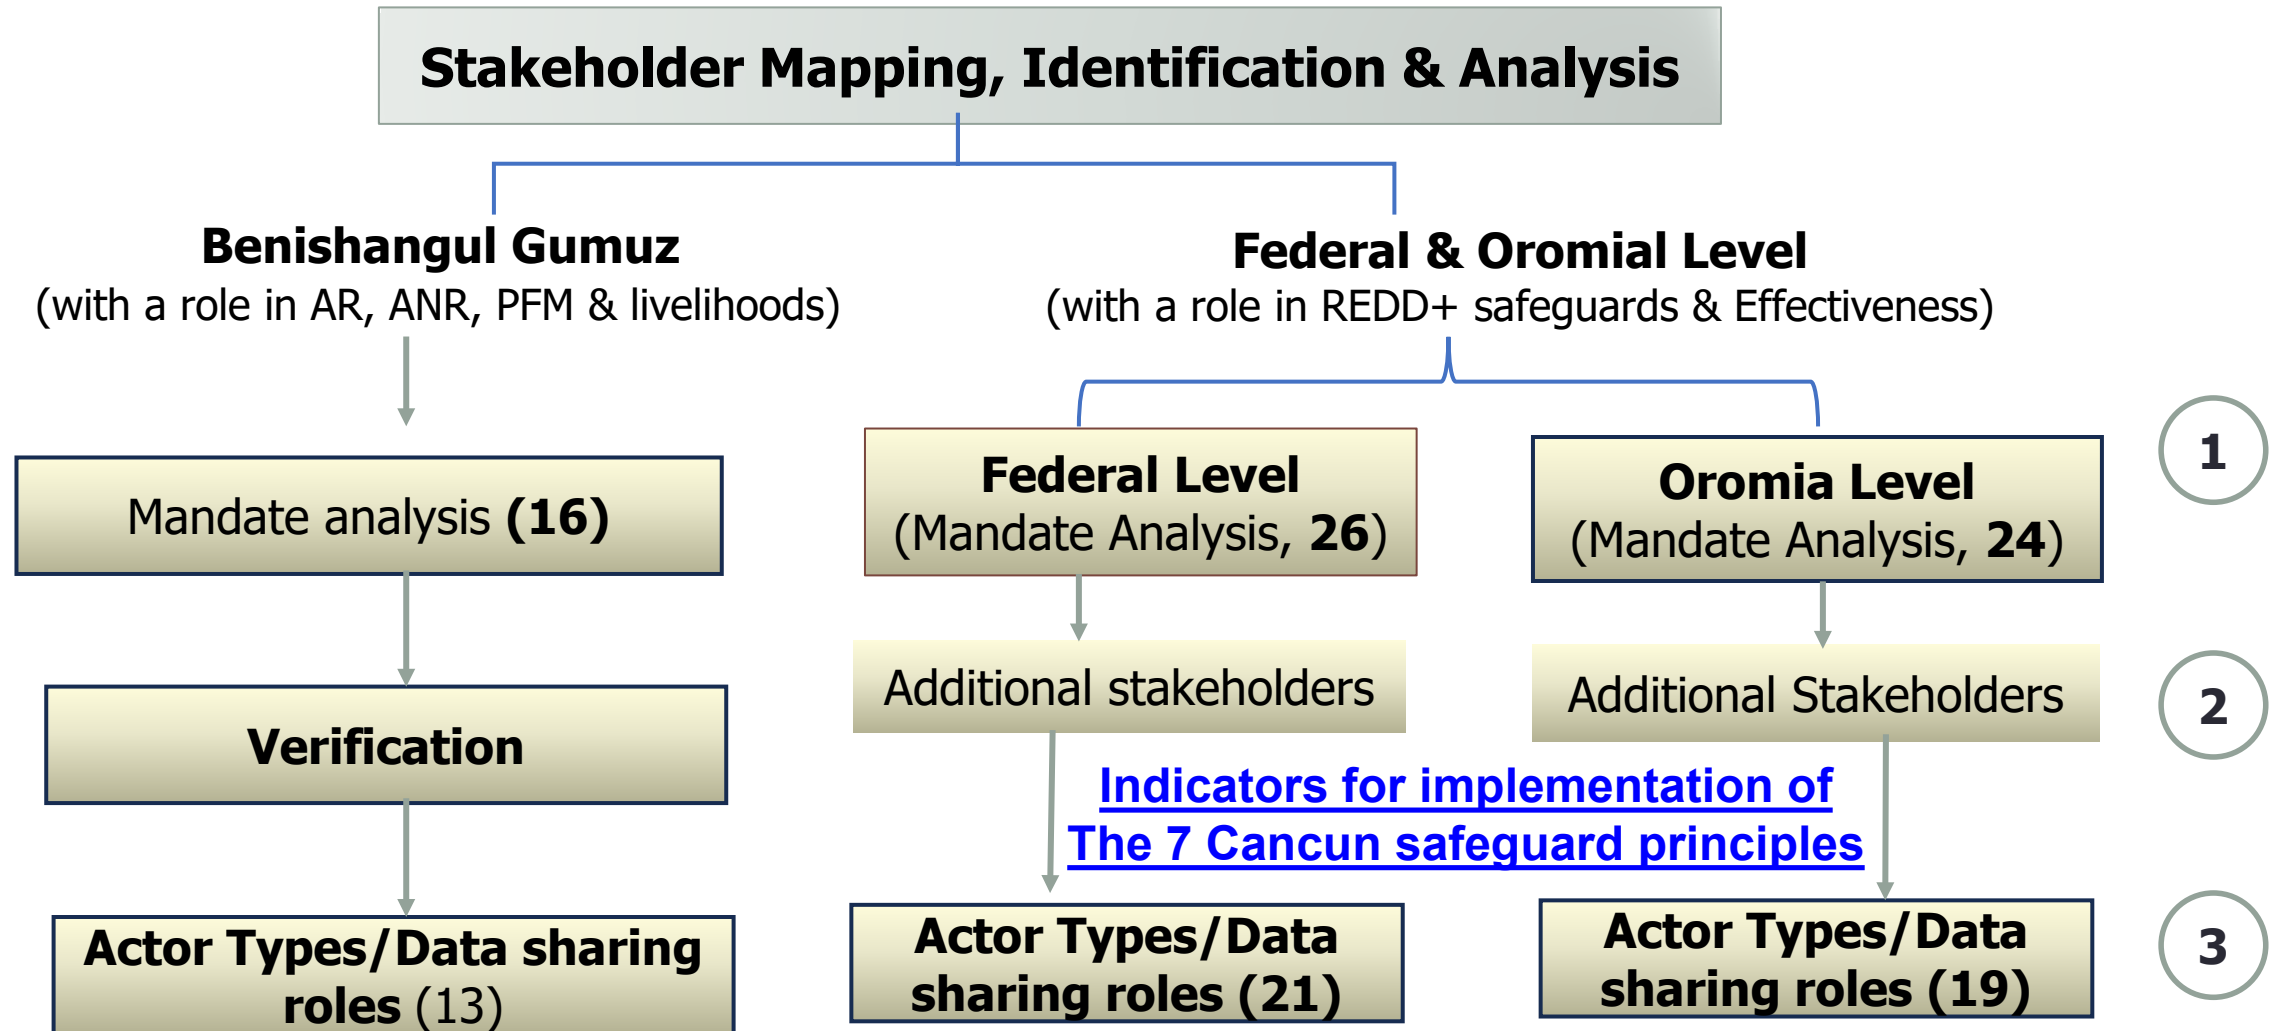 Stakeholder Mapping, Identification & Analysis
Benishangul Gumuz
(with a role in AR, ANR, PFM & livelihoods)
Federal & Oromial Level
(with a role in REDD+ safeguards & Effectiveness)
Mandate analysis (16)
Federal Level
(Mandate Analysis, 26)
Oromia Level
(Mandate Analysis, 24)
1
Verification
Additional stakeholders
Additional Stakeholders
2
Indicators for implementation of
The 7 Cancun safeguard principles
Actor Types/Data sharing
roles (13)
Actor Types/Data
sharing roles (21)
Actor Types/Data
sharing roles (19)
3